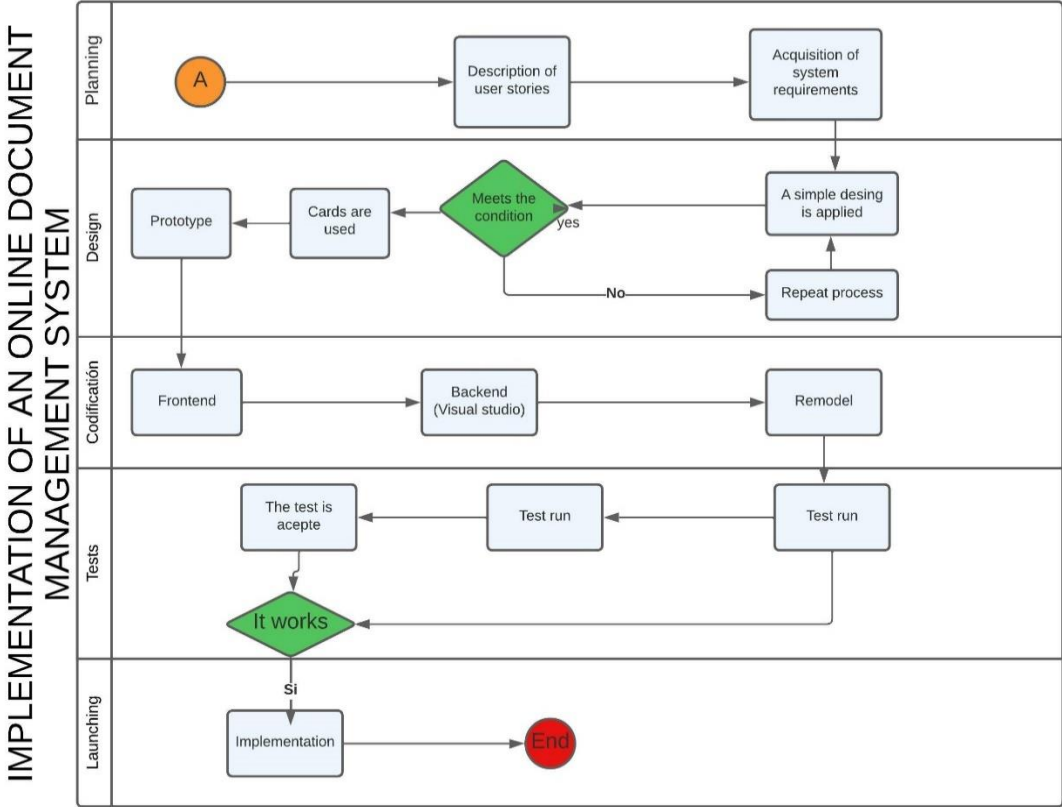 IMPLEMENTATION OF AN ONLINE DOCUMENT
MANAGEMENT SYSTEM
Planning
A
Description of
user stories
Acquisition of
system
requirements
Design
Prototype
Cards are
used
Meets the
condition
yes
A simple desing
is applied
No
Repeat process
Codificatión
Frontend
Backend
(Visual studio)
Remodel
Tests
The test is
acepte
Test run
Test run
It works
Launching
Si
Implementation
End